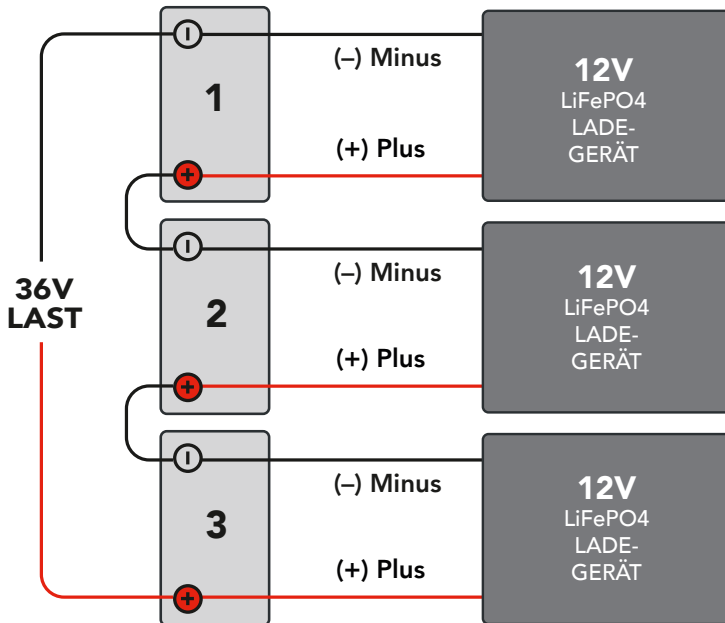 1
(–) Minus
(+) Plus
12V
LiFePO4
LADE-
GERÄT
36V
LAST
2
(–) Minus
(+) Plus
12V
LiFePO4
LADE-
GERÄT
3
(–) Minus
(+) Plus
12V
LiFePO4
LADE-
GERÄT